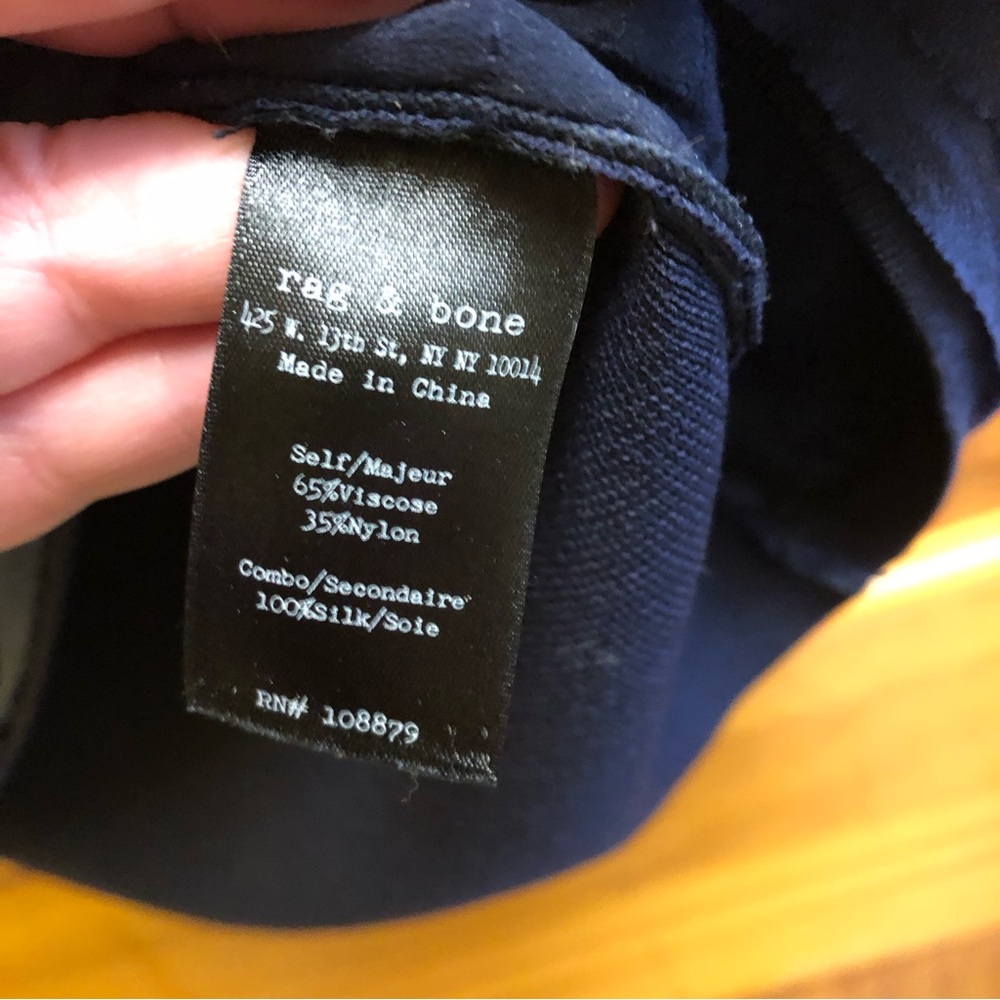 rag & bone
425 W. 13th St, NY NY 10014
Made in China
Self/Majeur
65%Viscose
35%Nylon
Combo/Secondaire
100%Silk/Soie
RN# 108879